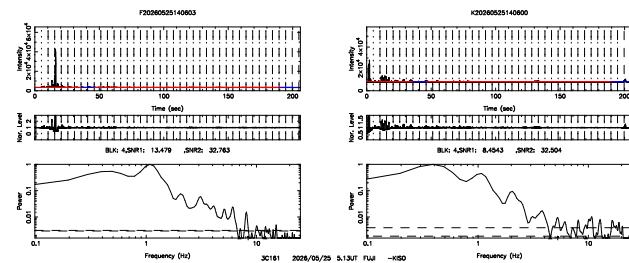 F20260525140603
K20260525140600
Intensity
0 2×10⁴ 4×10⁴ 6×10⁴
0 50 100 150 200
Time (sec)
Intensity
0 2×10⁴ 4×10⁴
0 50 100 150 200
Time (sec)
Nor. Level
0 1 2
Nor. Level
0.5 1 1.5
BLK: 4,SNR1: 13.479 ,SNR2: 32.763
BLK: 4,SNR1: 8.4543 ,SNR2: 32.504
Power
1
0.1
0.01
0.1 1 10
Frequency (Hz)
Power
1
0.1
0.01
0.1 1 10
Frequency (Hz)
3C161 2026/05/25 5.13UT FUJI -KISO